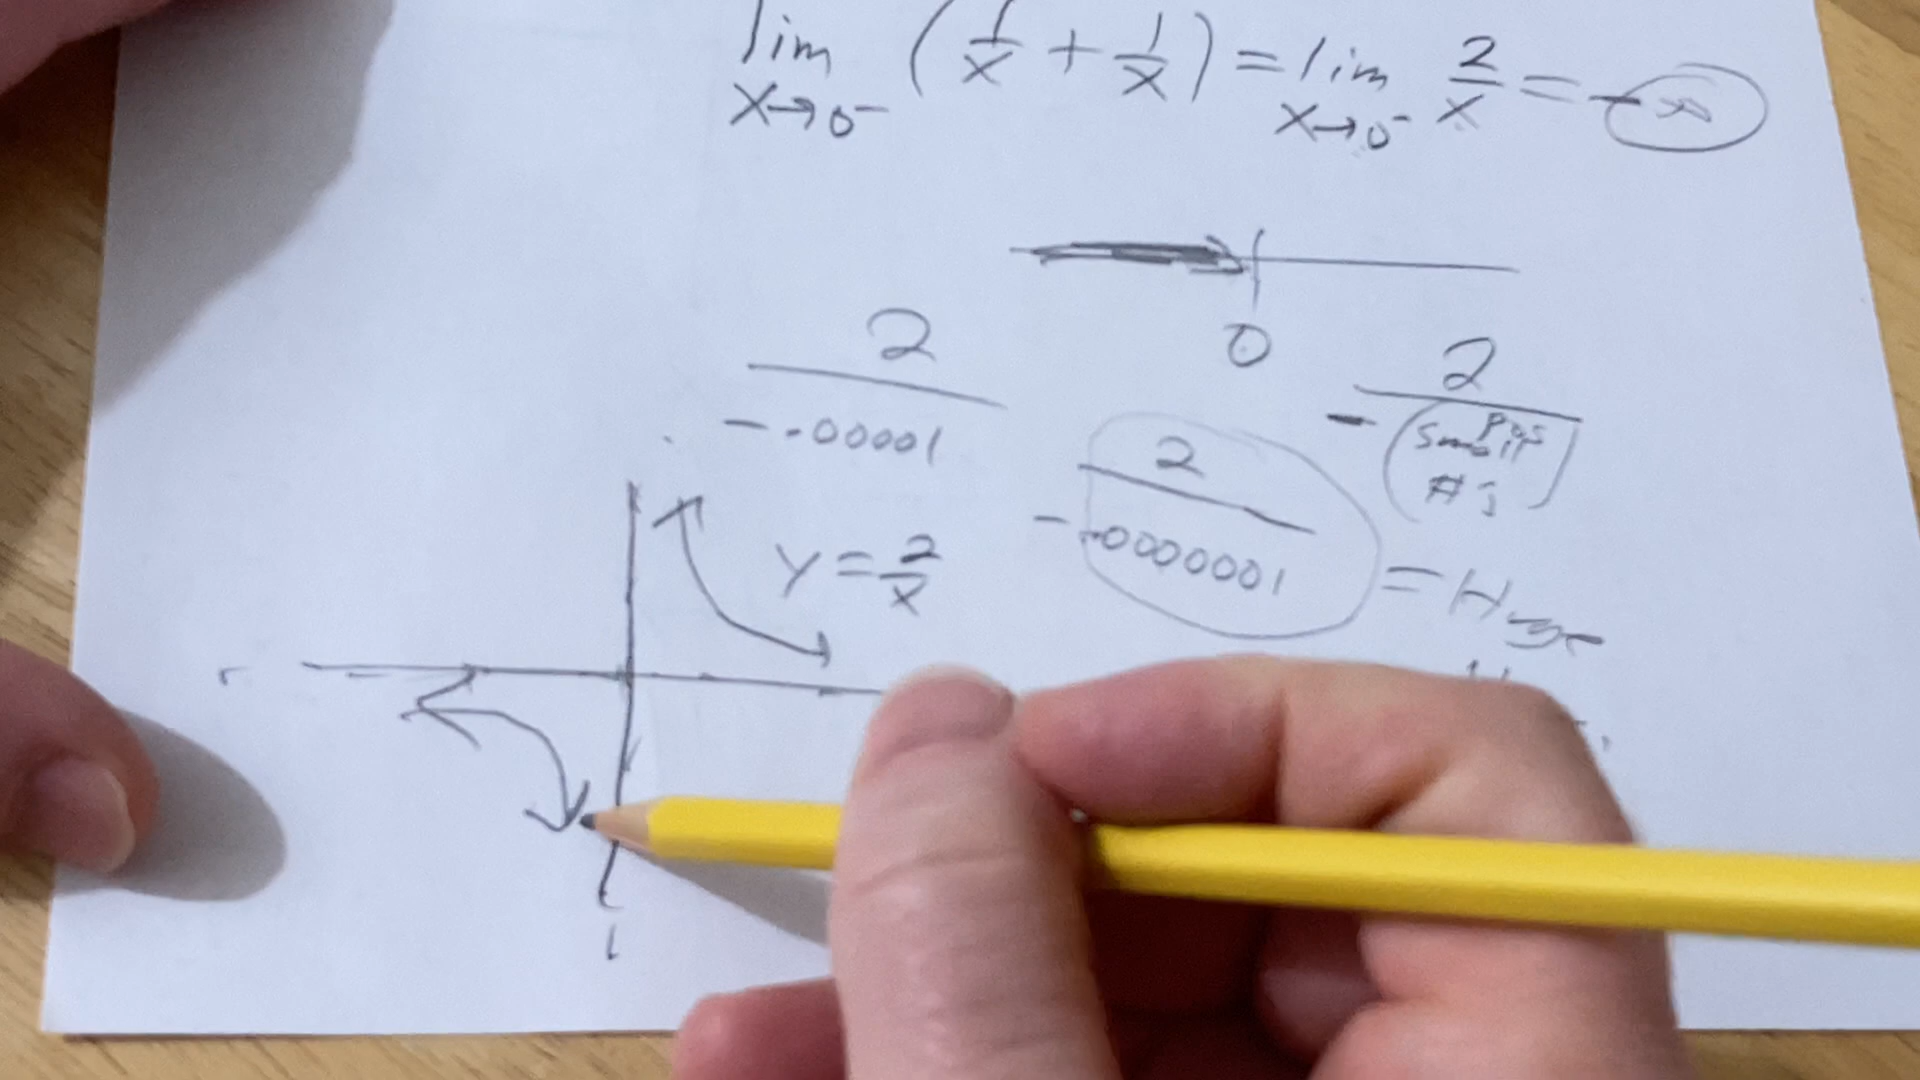 lim (1/x + 1/x) = lim 2/x = -∞
x→0⁻ x→0⁻
0
2/-.00001
2/-(small pos #s)
2/-.0000001 = Huge
y = 2/x